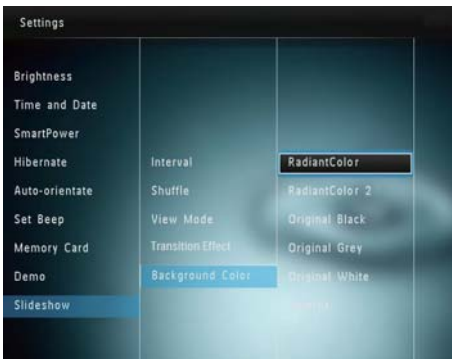 Settings
Brightness
Time and Date
SmartPower
Hibernate
Auto-orientate
Set Beep
Memory Card
Demo
Slideshow
Interval
Shuffle
View Mode
Transition Effect
Background Color
RadiantColor
RadiantColor 2
Original Black
Original Grey
Original White